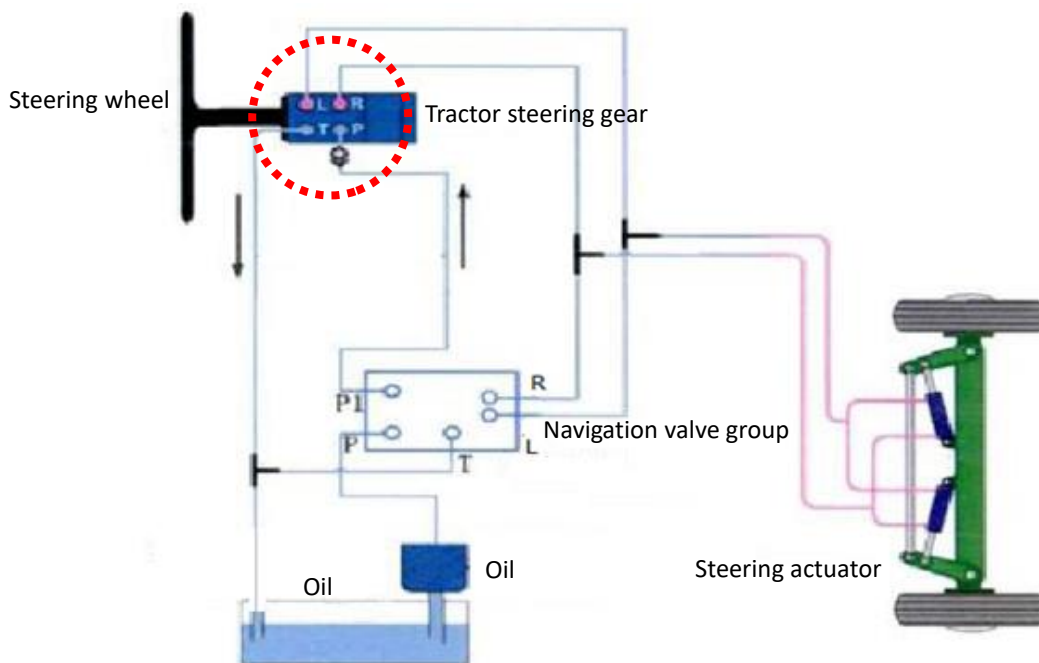 Steering wheel
L R
T P
Tractor steering gear
P1
R
P
T
L
Navigation valve group
Oil
Oil
Steering actuator